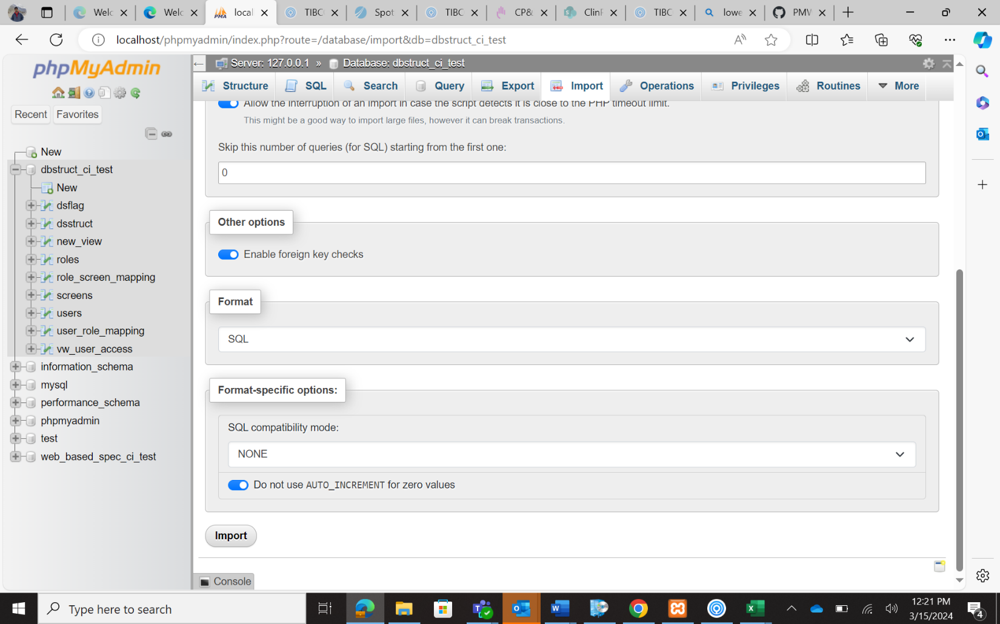 Welc
Welc
local
TIBC
Spot
TIBC
CP&
ClinF
TIBC
lowe
PMV
localhost/phpmyadmin/index.php?route=/database/import&db=dbstruct_ci_test
phpMyAdmin
Recent
Favorites
New
dbstruct_ci_test
New
dsflag
dsstruct
new_view
roles
role_screen_mapping
screens
users
user_role_mapping
vw_user_access
information_schema
mysql
performance_schema
phpmyadmin
test
web_based_spec_ci_test
Server: 127.0.0.1 » Database: dbstruct_ci_test
Structure
SQL
Search
Query
Export
Import
Operations
Privileges
Routines
More
Allow the interruption of an import in case the script detects it is close to the PHP timeout limit.
This might be a good way to import large files, however it can break transactions.
Skip this number of queries (for SQL) starting from the first one:
0
Other options
Enable foreign key checks
Format
SQL
Format-specific options:
SQL compatibility mode:
NONE
Do not use AUTO_INCREMENT for zero values
Import
Console
Type here to search
12:21 PM
3/15/2024
4